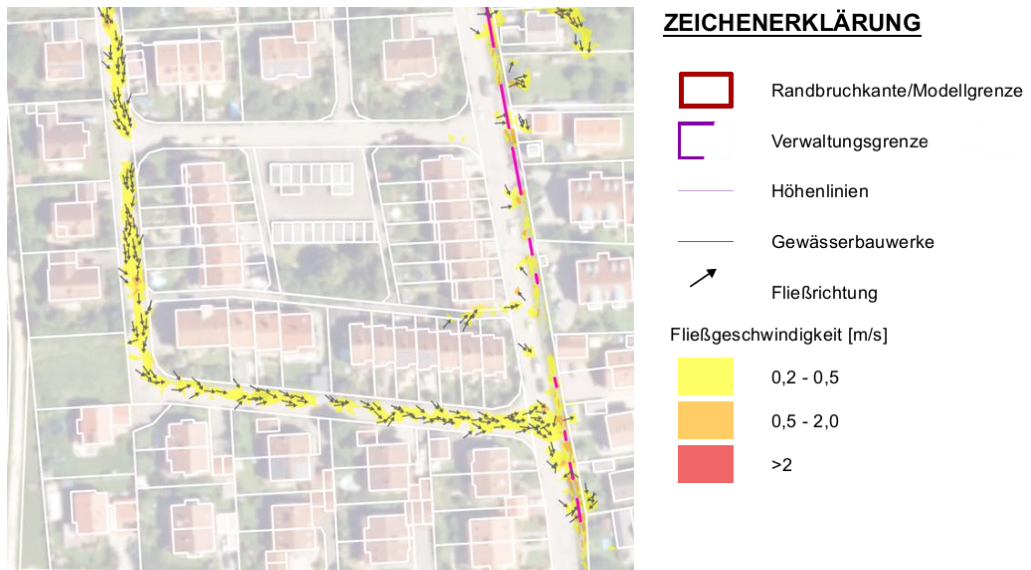 ZEICHENERKLÄRUNG
Randbruchkante/Modellgrenze
Verwaltungsgrenze
Höhenlinien
Gewässerbauwerke
Fließrichtung
Fließgeschwindigkeit [m/s]
0,2 - 0,5
0,5 - 2,0
>2